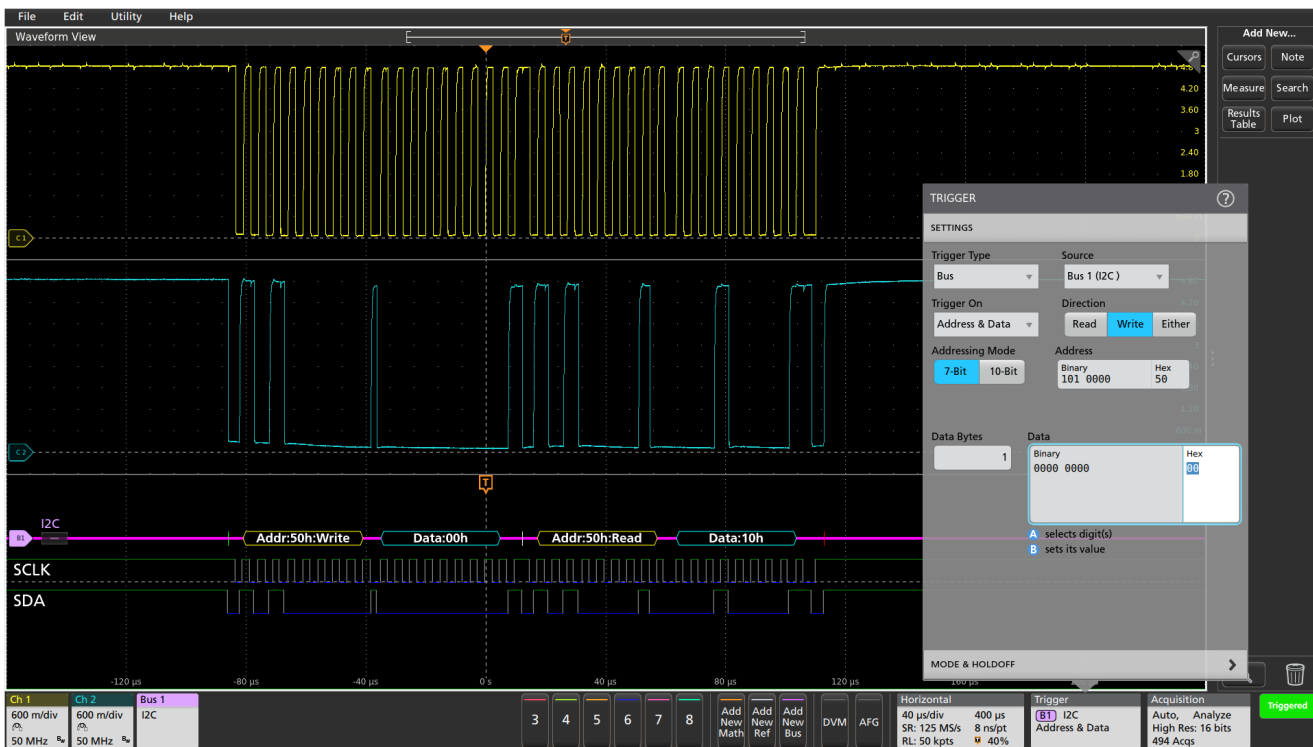 File Edit Utility Help
Waveform View
Add New...
Cursors Note
Measure Search
Results Table Plot
4.20
3.60
3
2.40
1.80
C1
C2
TRIGGER ?
SETTINGS
Trigger Type Source
Bus Bus 1 (I2C )
Trigger On Direction
Address & Data Read Write Either
Addressing Mode Address
7-Bit 10-Bit
Binary Hex
101 0000 50
Data Bytes Data
1
Binary Hex
0000 0000 00
A selects digit(s)
B sets its value
MODE & HOLDOFF
T
I2C
B1
Addr:50h:Write Data:00h Addr:50h:Read Data:10h
SCLK
SDA
-120 µs -80 µs -40 µs 0 s 40 µs 80 µs 120 µs
Ch 1
600 m/div
50 MHz
Ch 2
600 m/div
50 MHz
Bus 1
I2C
3 4 5 6 7 8
Add New Math
Add New Ref
Add New Bus
DVM AFG
Horizontal
40 µs/div 400 µs
SR: 125 MS/s 8 ns/pt
RL: 50 kpts 40%
Trigger
B1 I2C
Address & Data
Acquisition
Auto, Analyze
High Res: 16 bits
494 Acqs
Triggered